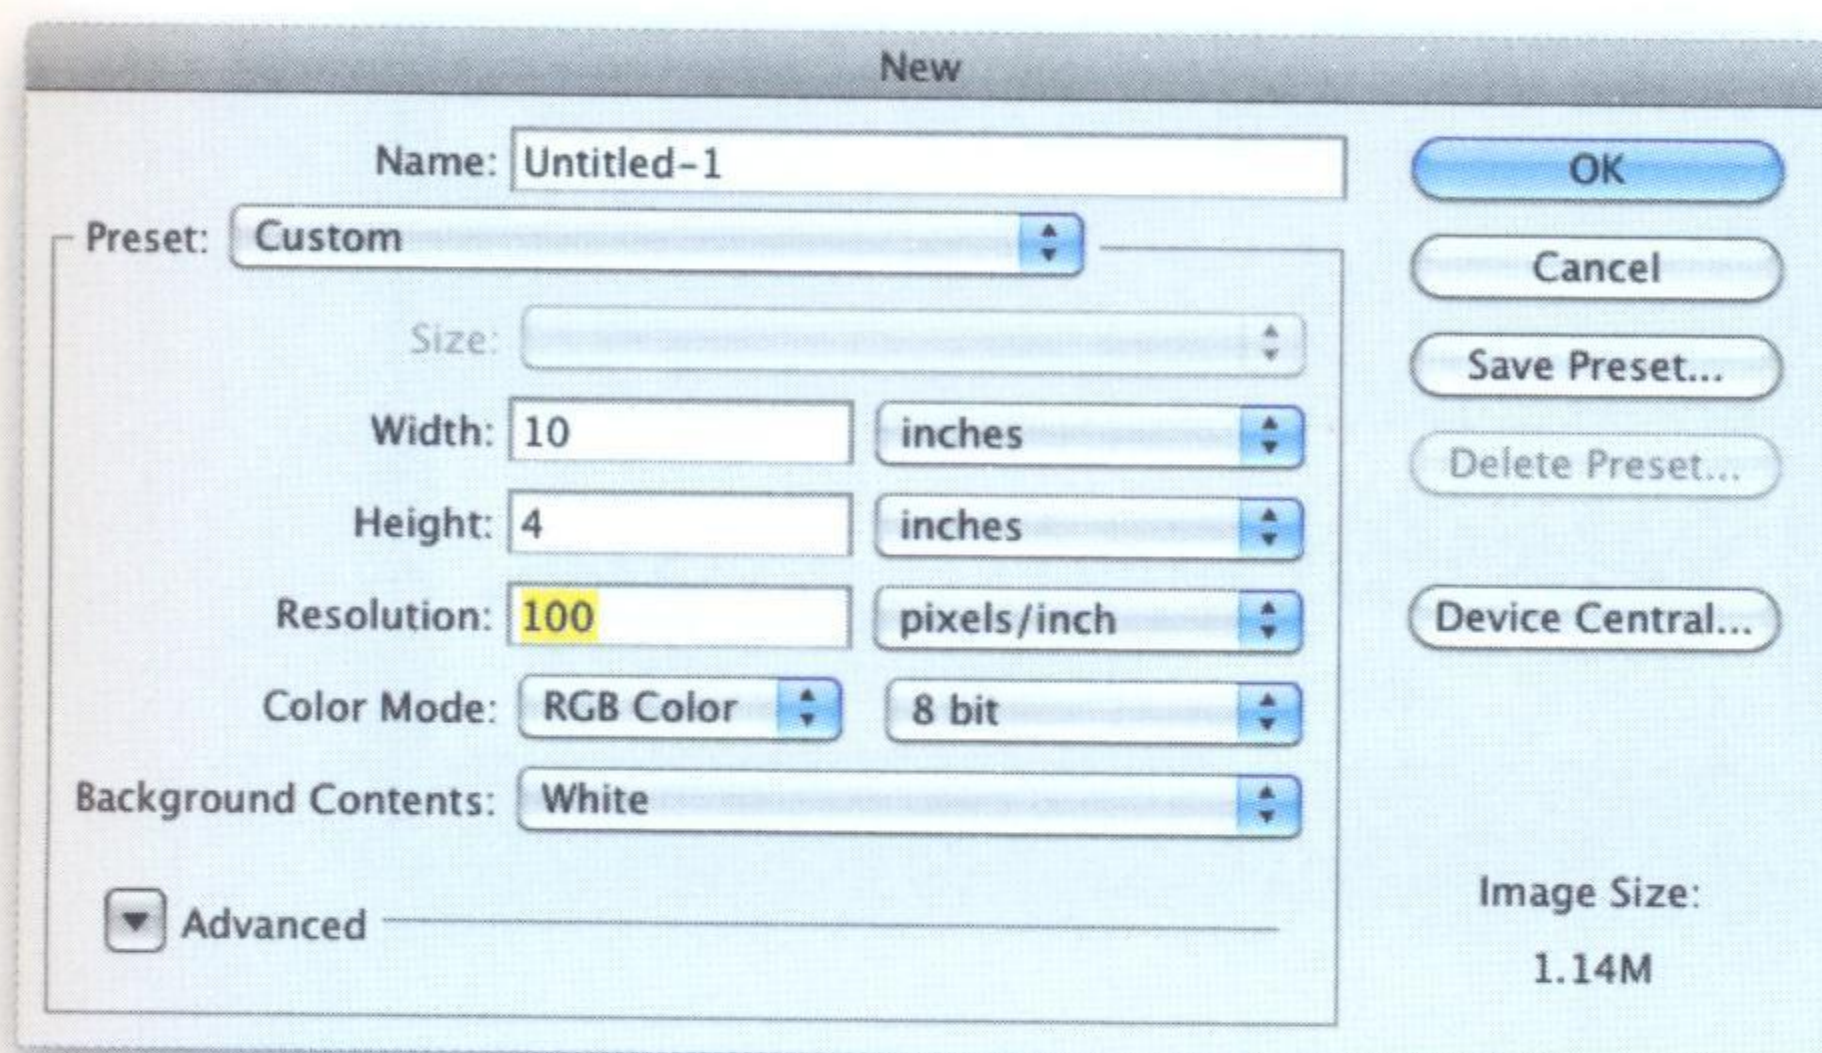 New
Name: Untitled-1
OK
Preset: Custom
Cancel
Size:
Save Preset...
Width: 10 inches
Delete Preset...
Height: 4 inches
Resolution: 100 pixels/inch
Device Central...
Color Mode: RGB Color 8 bit
Background Contents: White
Advanced
Image Size:
1.14M